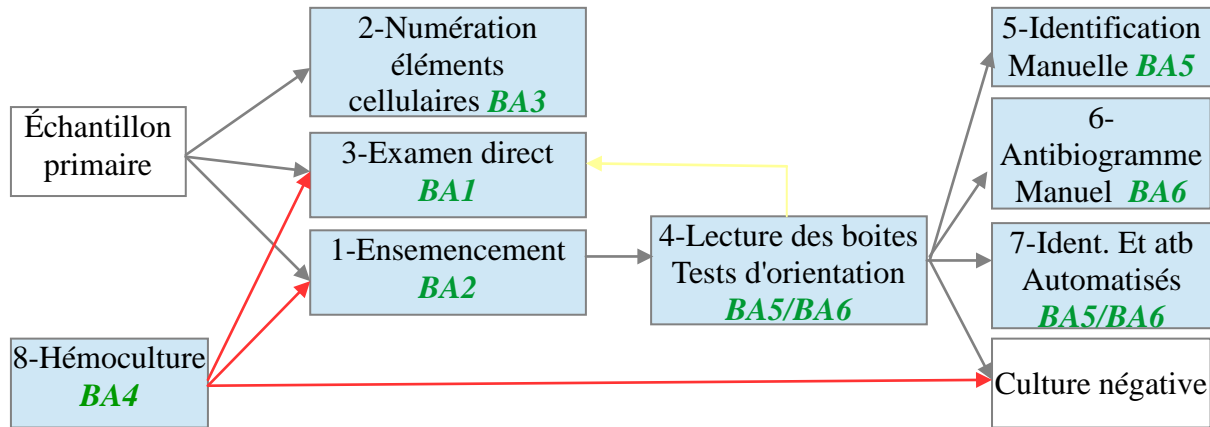 Échantillon
primaire
8-Hémoculture
BA4
2-Numération
éléments
cellulaires BA3
3-Examen direct
BA1
1-Ensemencement
BA2
4-Lecture des boites
Tests d'orientation
BA5/BA6
5-Identification
Manuelle BA5
6-
Antibiogramme
Manuel BA6
7-Ident. Et atb
Automatisés
BA5/BA6
Culture négative